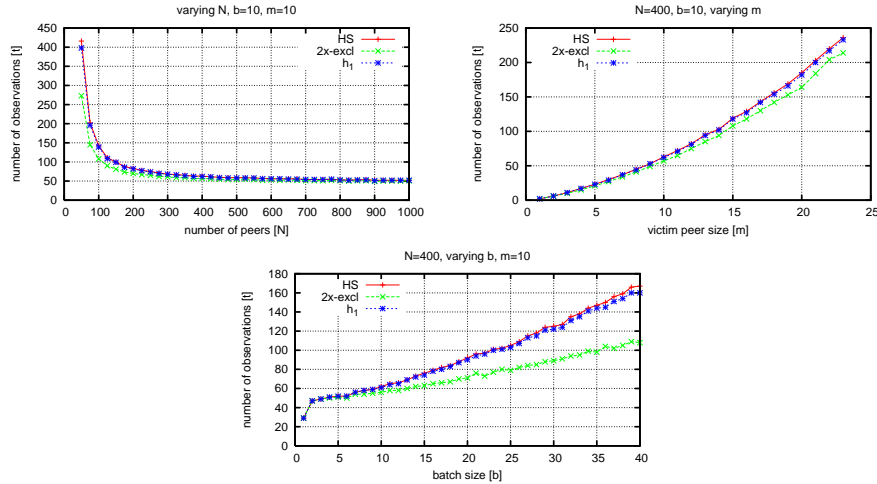 varying N, b=10, m=10
number of observations [t]
450
400
350
300
250
200
150
100
50
0
0 100 200 300 400 500 600 700 800 900 1000
number of peers [N]
HS
2x-excl
h1
N=400, b=10, varying m
number of observations [t]
250
200
150
100
50
0
0 5 10 15 20 25
victim peer size [m]
HS
2x-excl
h1
N=400, varying b, m=10
number of observations [t]
180
160
140
120
100
80
60
40
20
0
0 5 10 15 20 25 30 35 40
batch size [b]
HS
2x-excl
h1